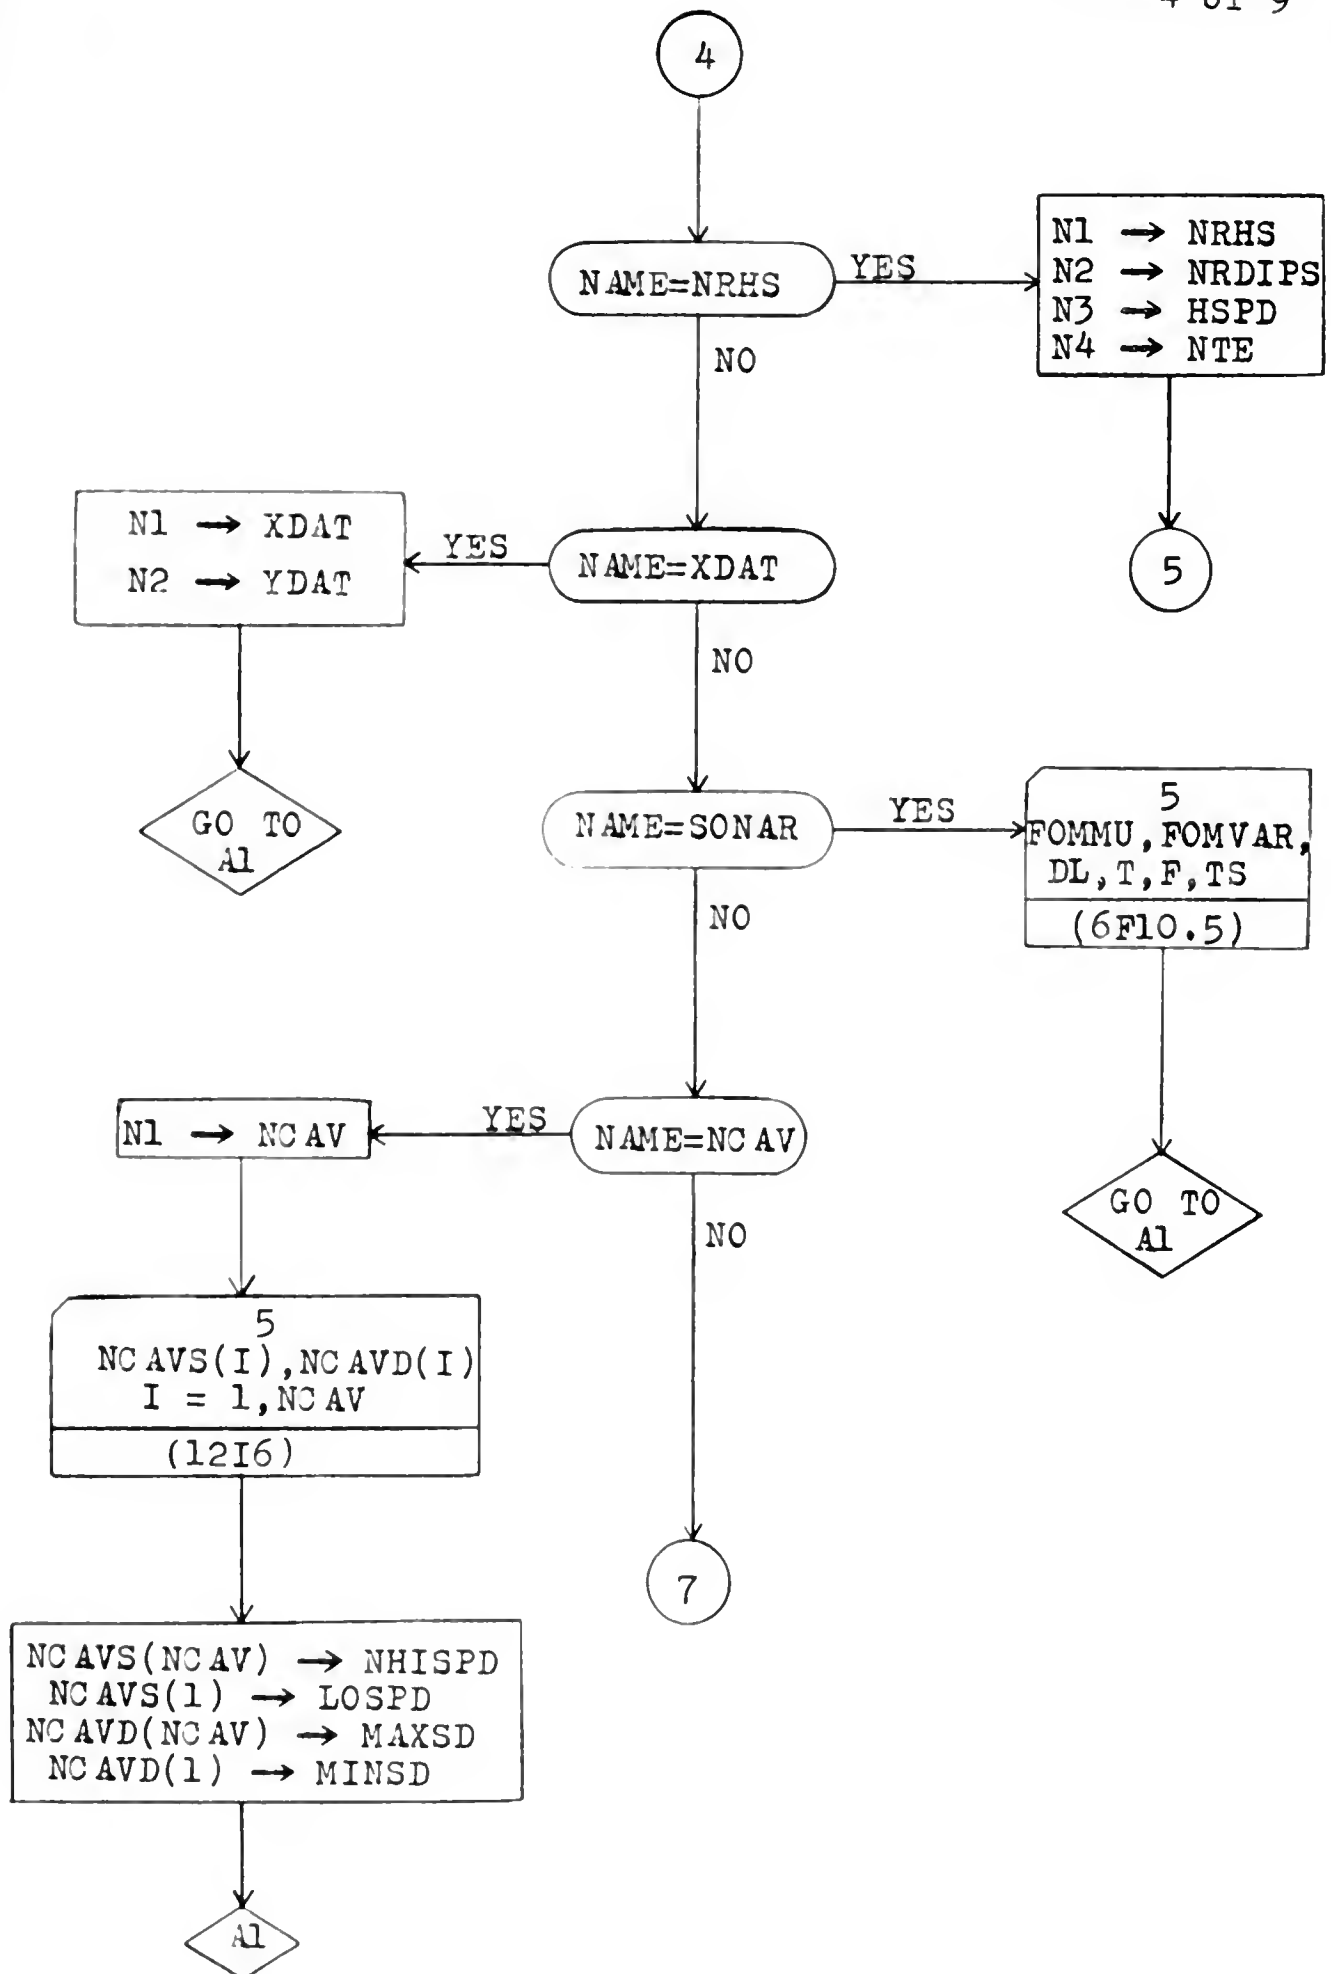 4 of 9
4
NAME=NRHS
YES
N1 → NRHS
N2 → NRDIPS
N3 → HSPD
N4 → NTE
NO
5
N1 → XDAT
N2 → YDAT
YES
NAME=XDAT
NO
GO TO
A1
NAME=SONAR
YES
5
FOMMU,FOMVAR,
DL,T,F,TS
(6F10.5)
NO
GO TO
A1
N1 → NCAV
YES
NAME=NCAV
NO
5
NCAVS(I),NCAVD(I)
I = 1,NCAV
(12I6)
7
NCAVS(NCAV) → NHISPD
NCAVS(1) → LOSPD
NCAVD(NCAV) → MAXSD
NCAVD(1) → MINSD
A1